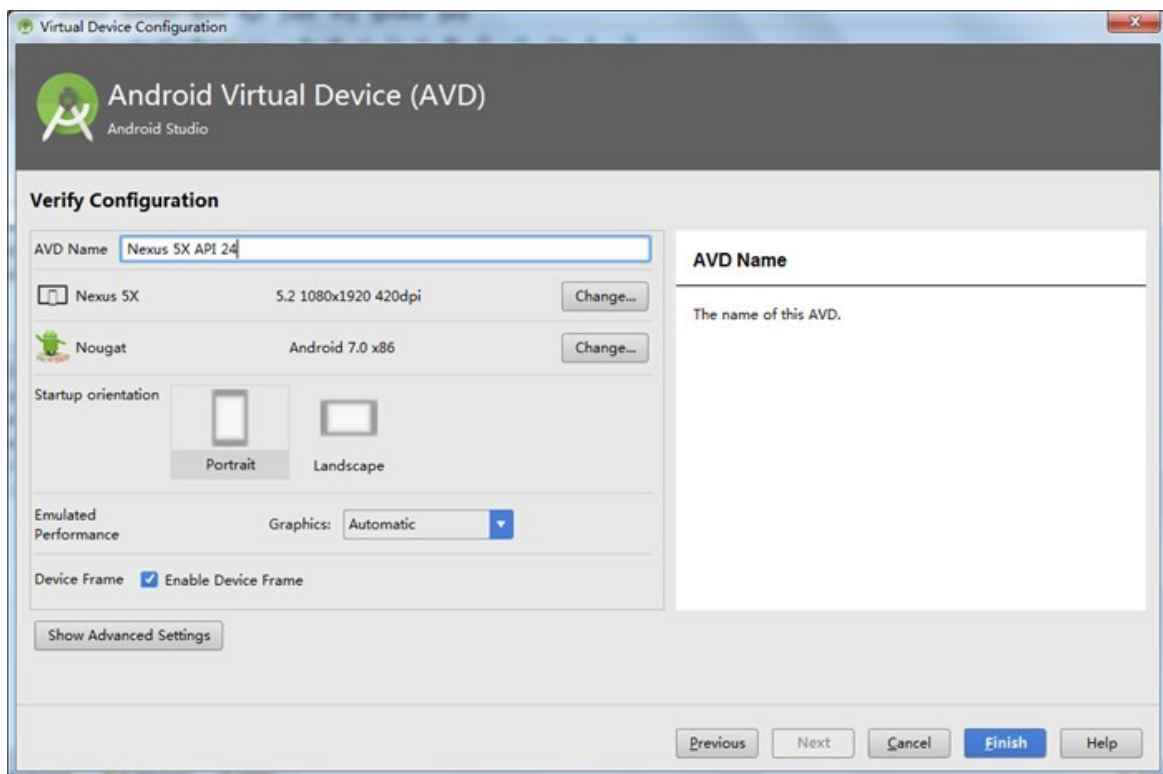 Virtual Device Configuration
Android Virtual Device (AVD)
Android Studio
Verify Configuration
AVD Name Nexus 5X API 24
Nexus 5X 5.2 1080x1920 420dpi Change...
Nougat Android 7.0 x86 Change...
Startup orientation
Portrait Landscape
Emulated
Performance
Graphics: Automatic
Device Frame Enable Device Frame
Show Advanced Settings
AVD Name
The name of this AVD.
Previous Next Cancel Finish Help